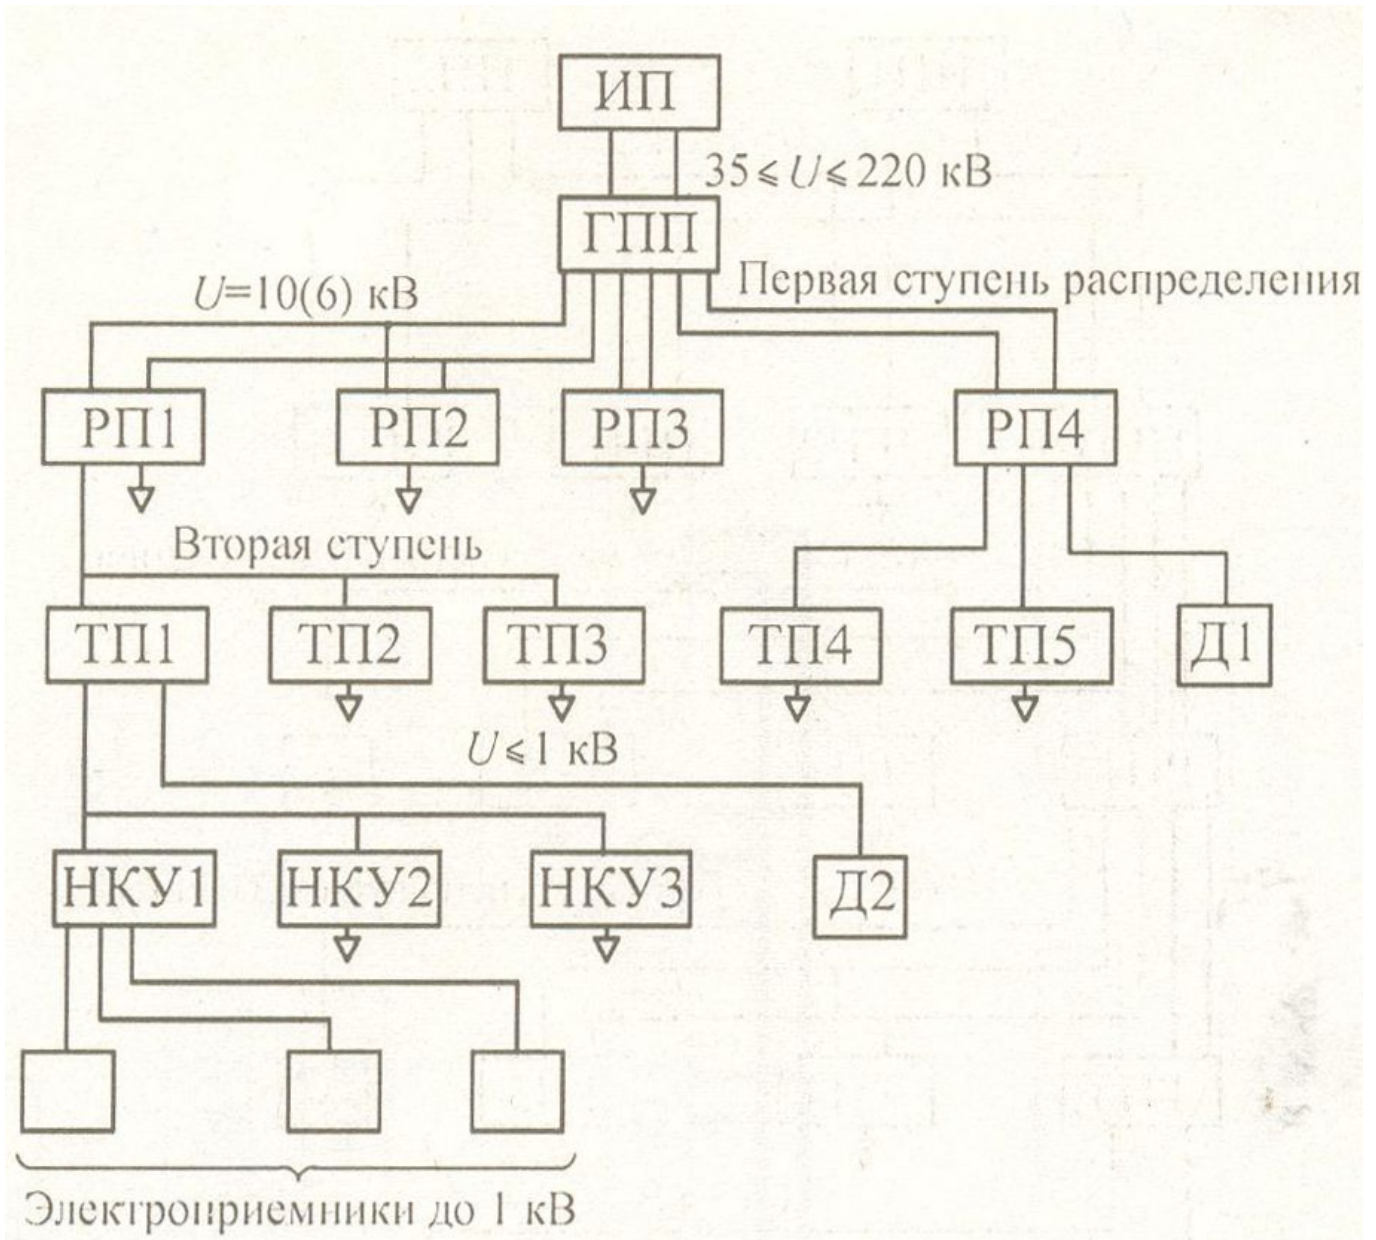 ИП
35⩽U⩽220 кВ
ГПП
Первая ступень распределения
U=10(6) кВ
РП1
РП2
РП3
РП4
Вторая ступень
ТП1
ТП2
ТП3
ТП4
ТП5
Д1
U⩽1 кВ
НКУ1
НКУ2
НКУ3
Д2
Электроприемники до 1 кВ